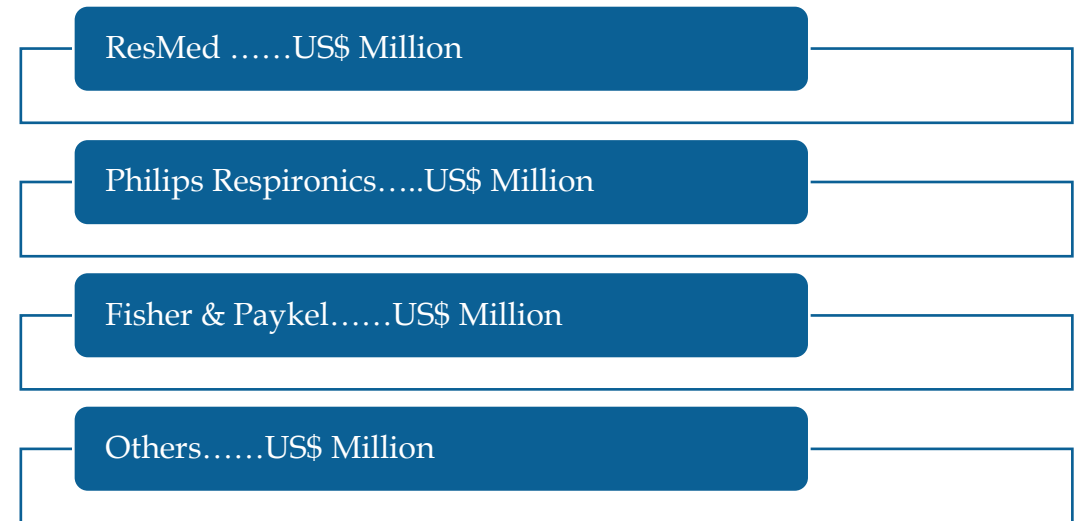 ResMed ……US$ Million
Philips Respironics…..US$ Million
Fisher & Paykel……US$ Million
Others……US$ Million